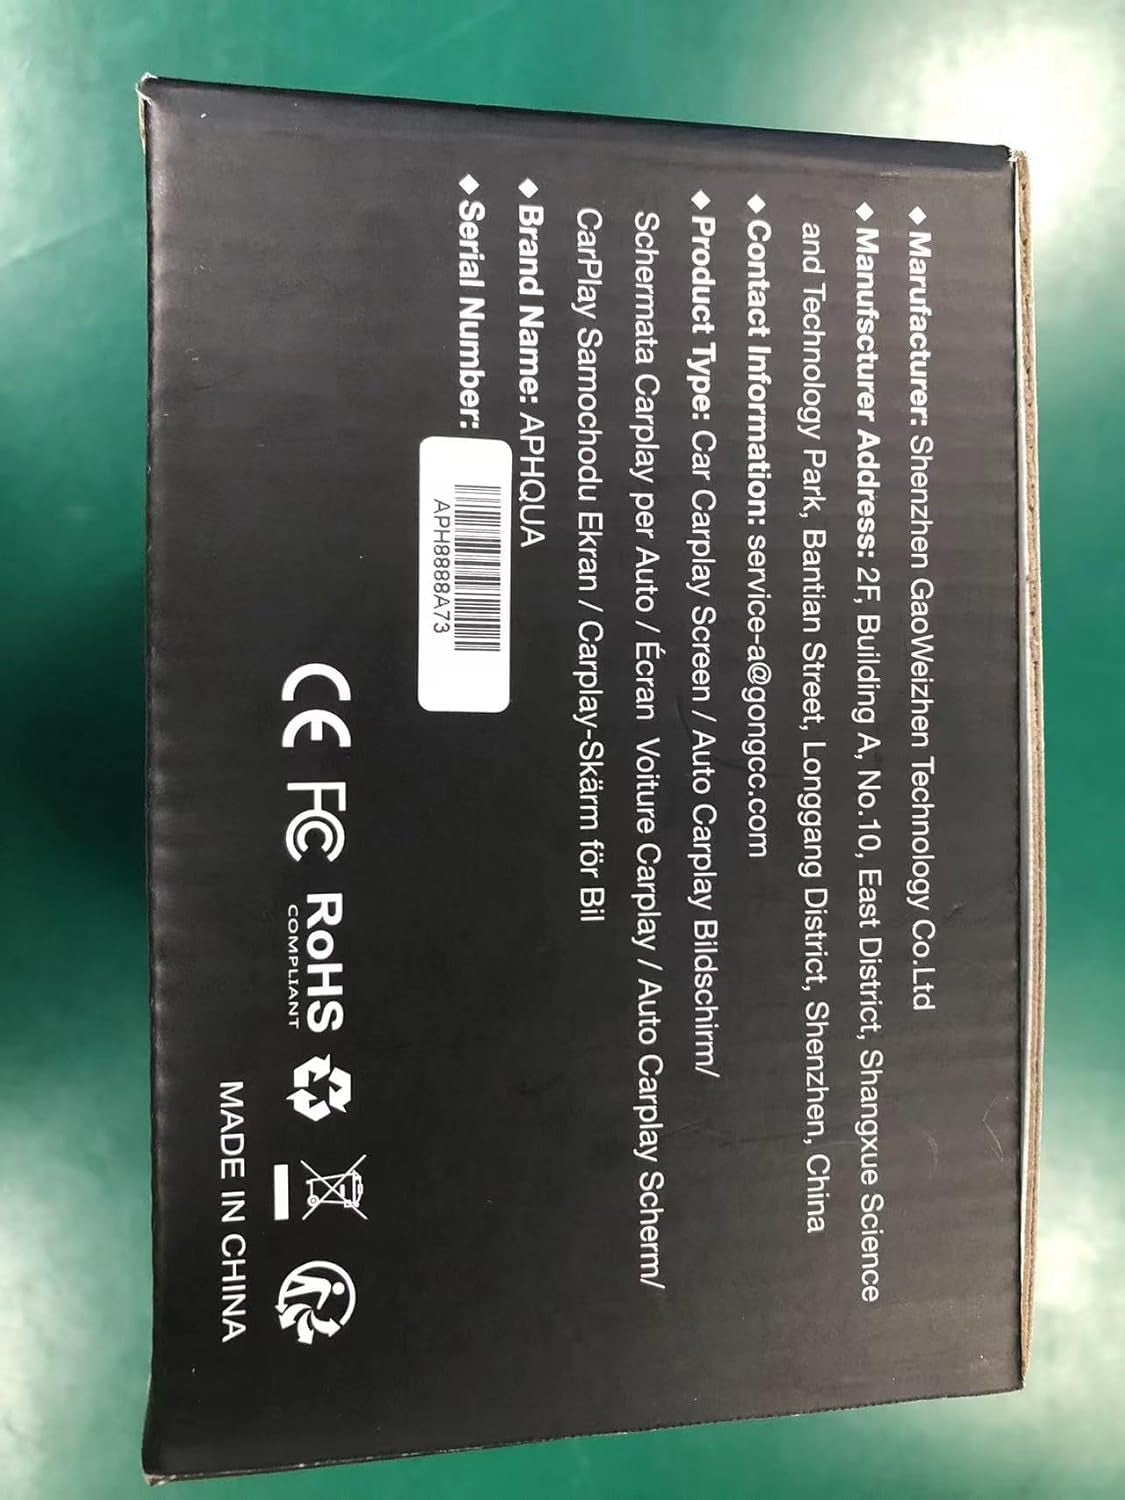 ◆Marufacturer: Shenzhen GaoWeizhen Technology Co.Ltd
◆Manufscturer Address: 2F, Building A, No.10, East District, Shangxue Science
and Technology Park, Bantian Street, Longgang District, Shenzhen, China
◆Contact Information: service-a@gongcc.com
◆Product Type: Car Carplay Screen / Auto Carplay Bildschirm/
Schermata Carplay per Auto / Écran Voiture Carplay / Auto Carplay Scherm/
CarPlay Samochodu Ekran / Carplay-Skärm för Bil
◆Brand Name: APHQUA
◆Serial Number:
APH8888A73
CE FC RoHS
COMPLIANT
MADE IN CHINA